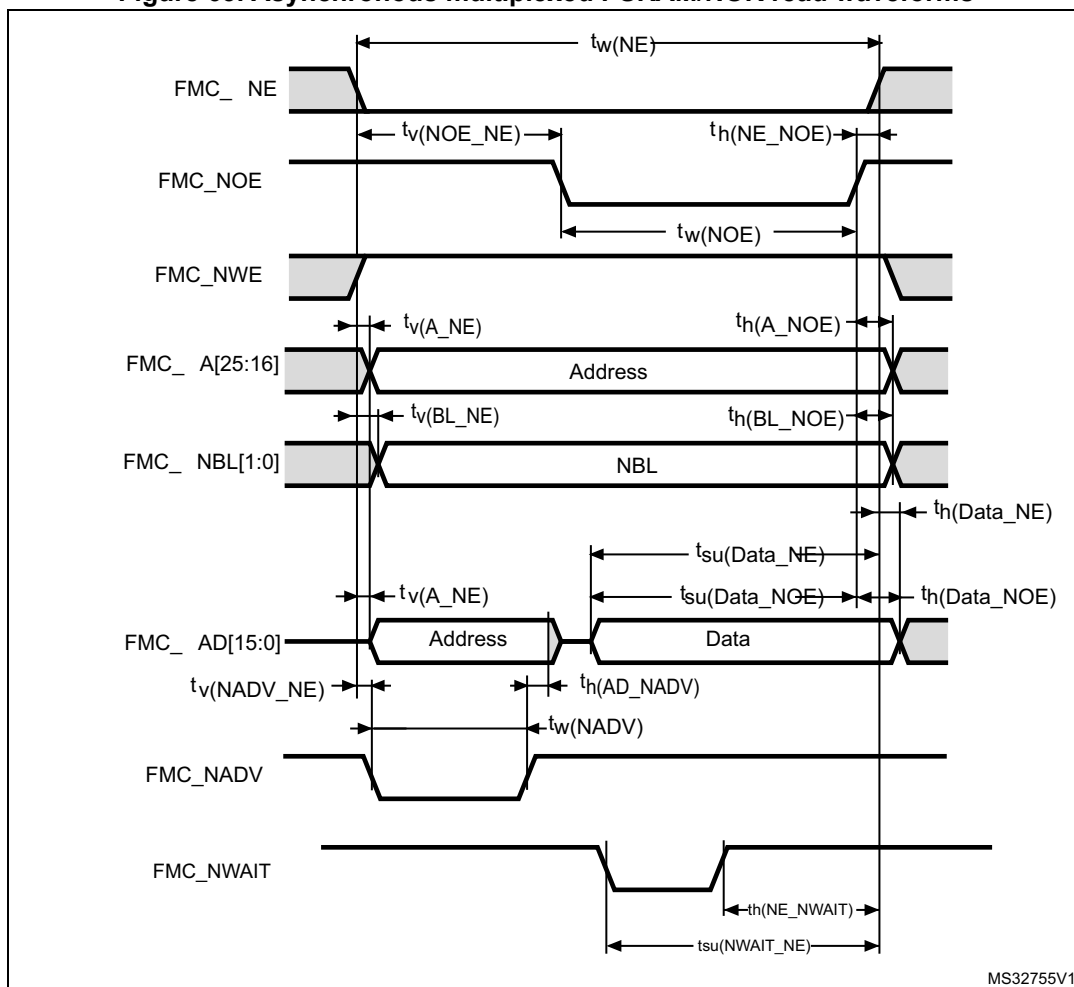 tw(NE)
FMC_ NE
tv(NOE_NE)
th(NE_NOE)
FMC_NOE
tw(NOE)
FMC_NWE
tv(A_NE)
th(A_NOE)
FMC_ A[25:16]
Address
tv(BL_NE)
th(BL_NOE)
FMC_ NBL[1:0]
NBL
th(Data_NE)
tsu(Data_NE)
tv(A_NE)
tsu(Data_NOE)
th(Data_NOE)
FMC_ AD[15:0]
Address
Data
tv(NADV_NE)
th(AD_NADV)
tw(NADV)
FMC_NADV
FMC_NWAIT
th(NE_NWAIT)
tsu(NWAIT_NE)
MS32755V1